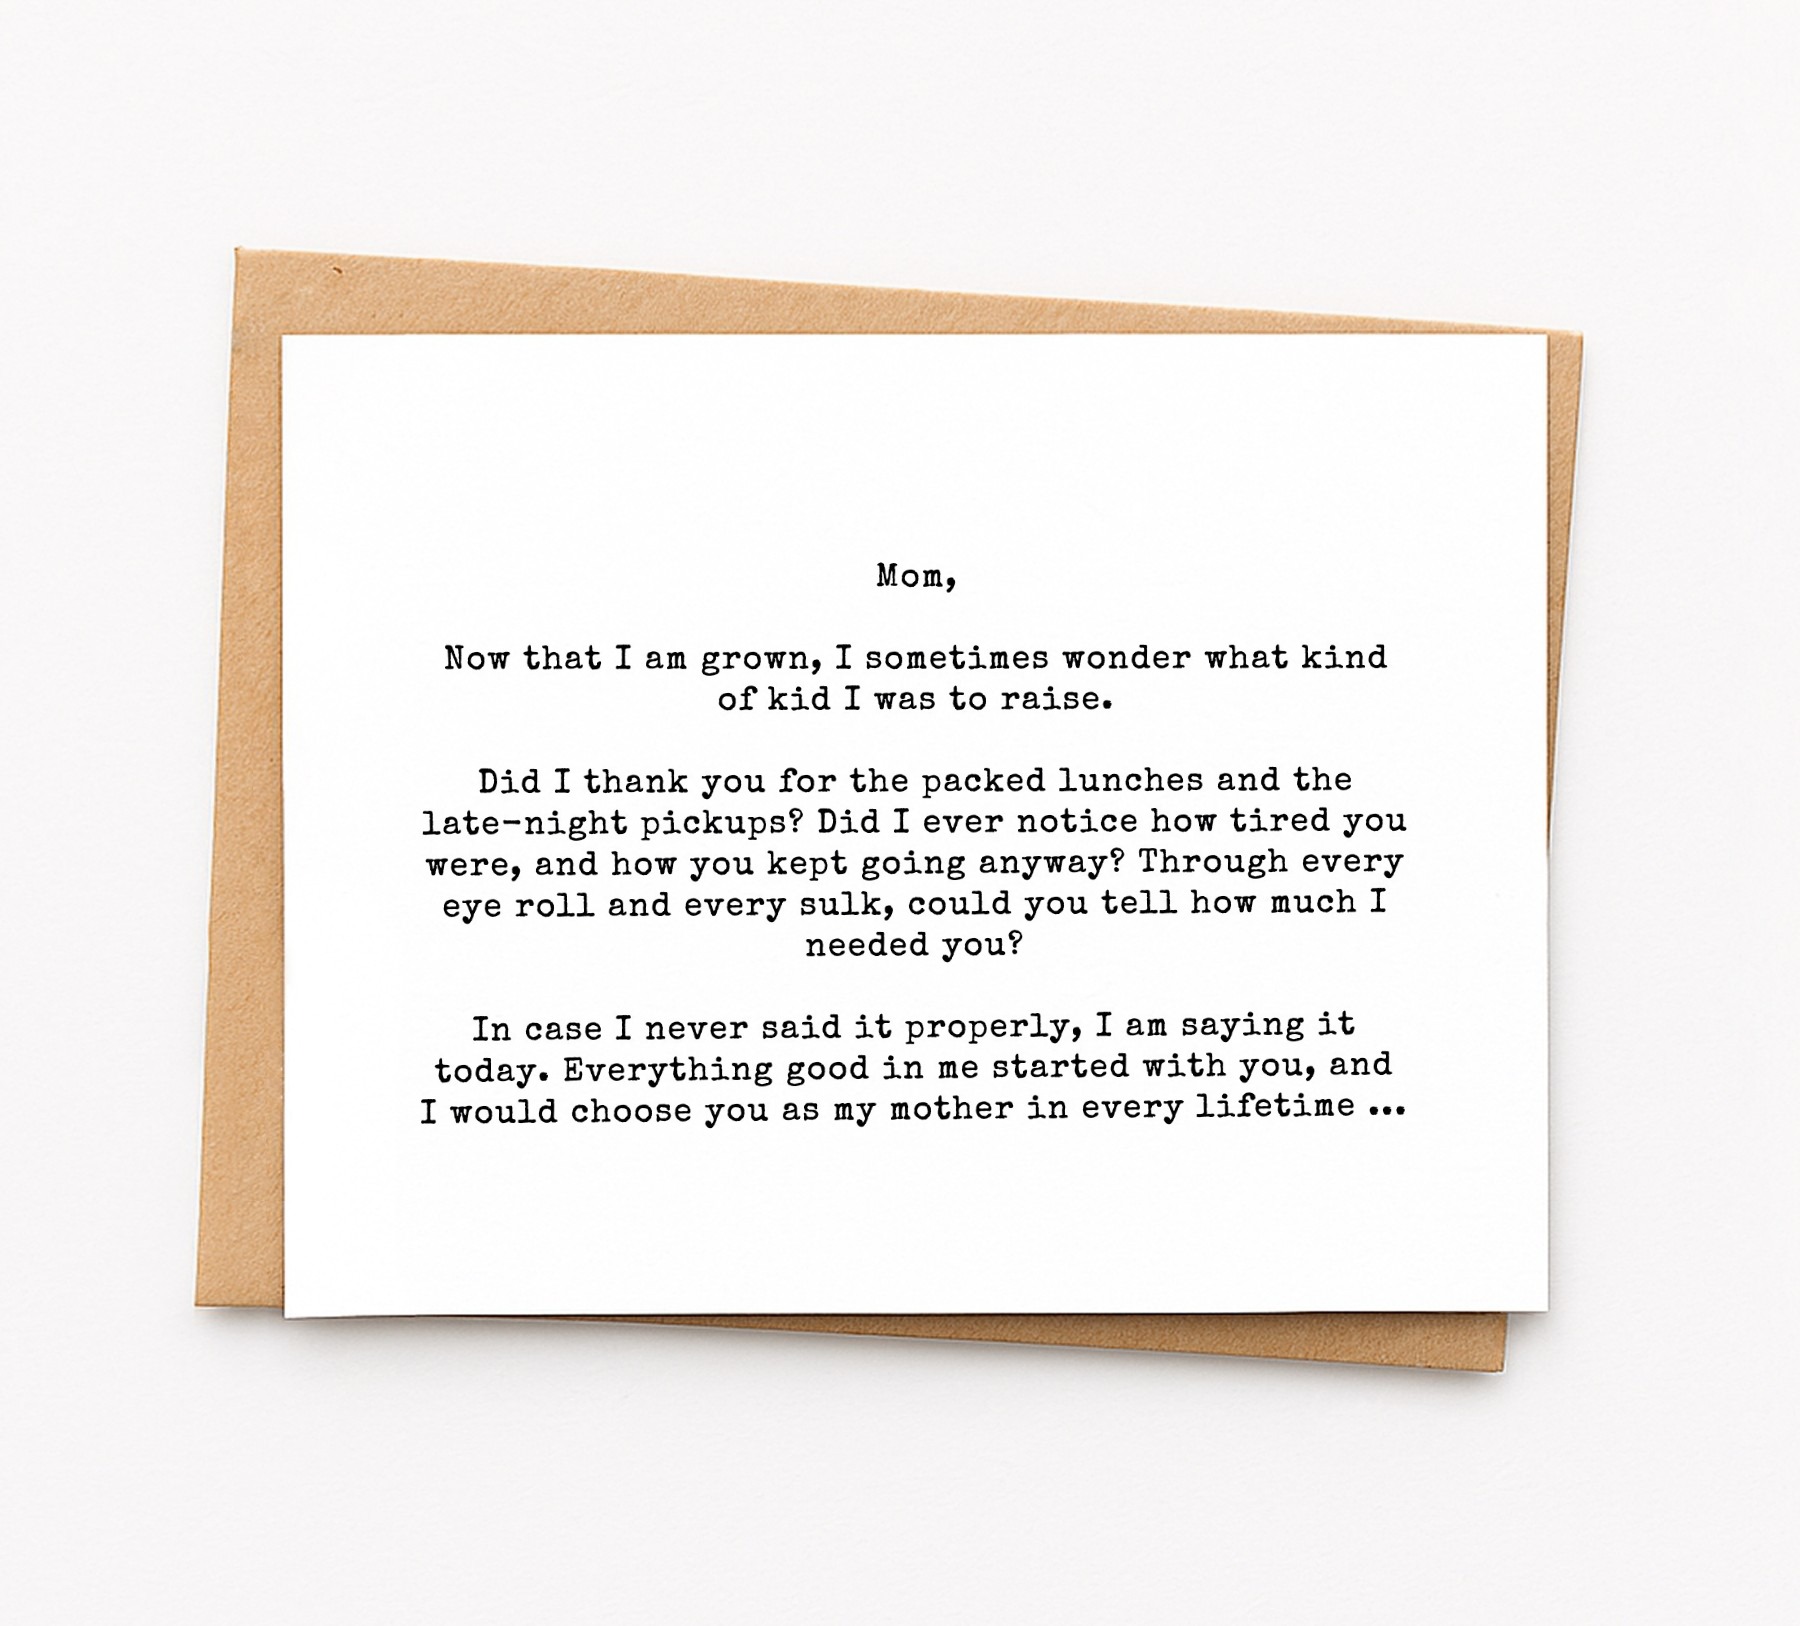 Mom,
Now that I am grown, I sometimes wonder what kind
of kid I was to raise.
Did I thank you for the packed lunches and the
late-night pickups? Did I ever notice how tired you
were, and how you kept going anyway? Through every
eye roll and every sulk, could you tell how much I
needed you?
In case I never said it properly, I am saying it
today. Everything good in me started with you, and
I would choose you as my mother in every lifetime ...